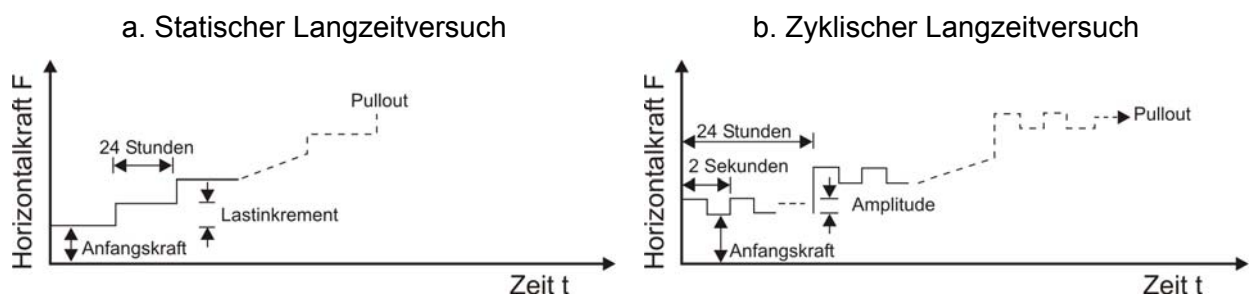 a. Statischer Langzeitversuch
Horizontalkraft F
Pullout
24 Stunden
Lastinkrement
Anfangskraft
Zeit t
b. Zyklischer Langzeitversuch
Horizontalkraft F
Pullout
24 Stunden
2 Sekunden
Amplitude
Anfangskraft
Zeit t